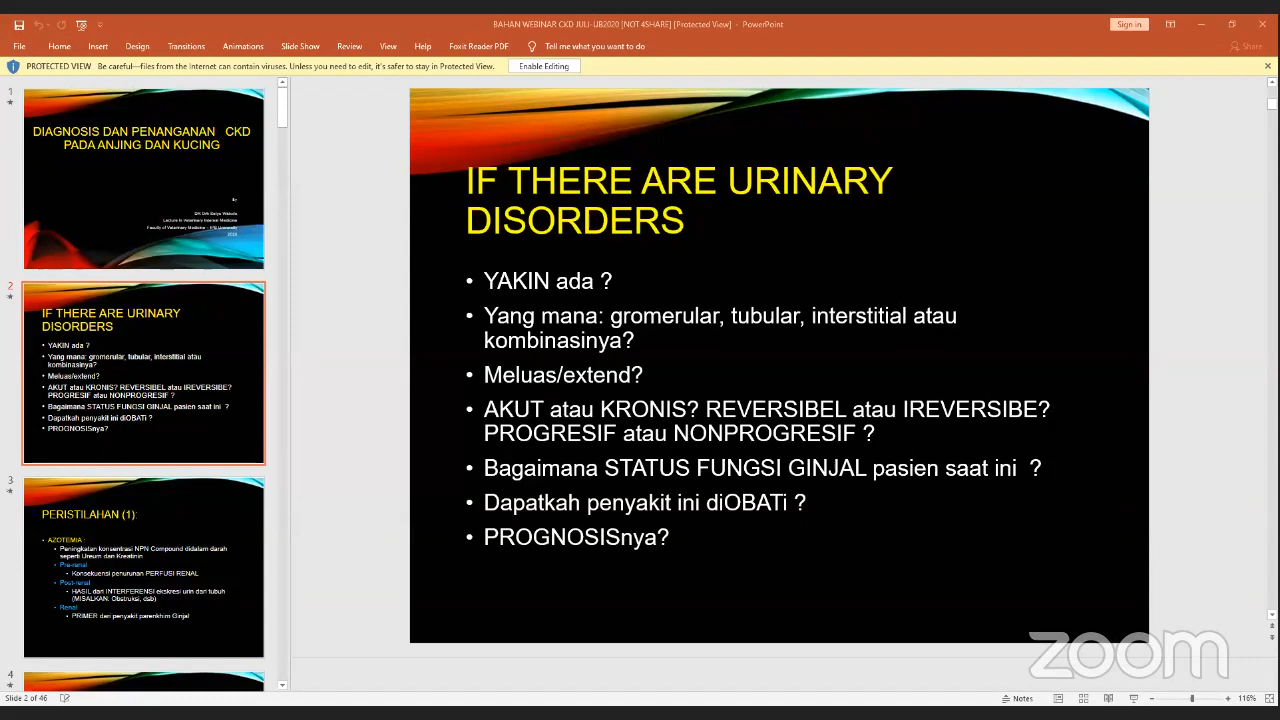 BAHAN WEBINAR CKD JULI-UB2020 [NOT 4SHARE] [Protected View] - PowerPoint
Sign in
File Home Insert Design Transitions Animations Slide Show Review View Help Foxit Reader PDF Tell me what you want to do
Share
PROTECTED VIEW Be careful—files from the Internet can contain viruses. Unless you need to edit, it's safer to stay in Protected View. Enable Editing
1
DIAGNOSIS DAN PENANGANAN CKD
PADA ANJING DAN KUCING
By
Lecture in Veterinary Internal Medicine
Faculty of Veterinary Medicine – IPB University
2020
2
IF THERE ARE URINARY
DISORDERS
• YAKIN ada ?
• Yang mana: gromerular, tubular, interstitial atau
kombinasinya?
• Meluas/extend?
• AKUT atau KRONIS? REVERSIBEL atau IREVERSIBE?
PROGRESIF atau NONPROGRESIF ?
• Bagaimana STATUS FUNGSI GINJAL pasien saat ini ?
• Dapatkah penyakit ini diOBATi ?
• PROGNOSISnya?
3
PERISTILAHAN (1):
• AZOTEMIA :
• Peningkatan konsentrasi NPN Compound didalam darah
seperti Ureum dan Kreatinin
• Pre-renal
• Konsekuensi penurunan PERFUSI RENAL
• Post-renal
• HASIL dari INTERFERENSI ekskresi urin dari tubuh
(MISALKAN: Obstruksi, dsb)
• Renal
• PRIMER dari penyakit parenkhim Ginjal
4
IF THERE ARE URINARY
DISORDERS
• YAKIN ada ?
• Yang mana: gromerular, tubular, interstitial atau
kombinasinya?
• Meluas/extend?
• AKUT atau KRONIS? REVERSIBEL atau IREVERSIBE?
PROGRESIF atau NONPROGRESIF ?
• Bagaimana STATUS FUNGSI GINJAL pasien saat ini ?
• Dapatkah penyakit ini diOBATi ?
• PROGNOSISnya?
zoom
Slide 2 of 46
Notes
116%